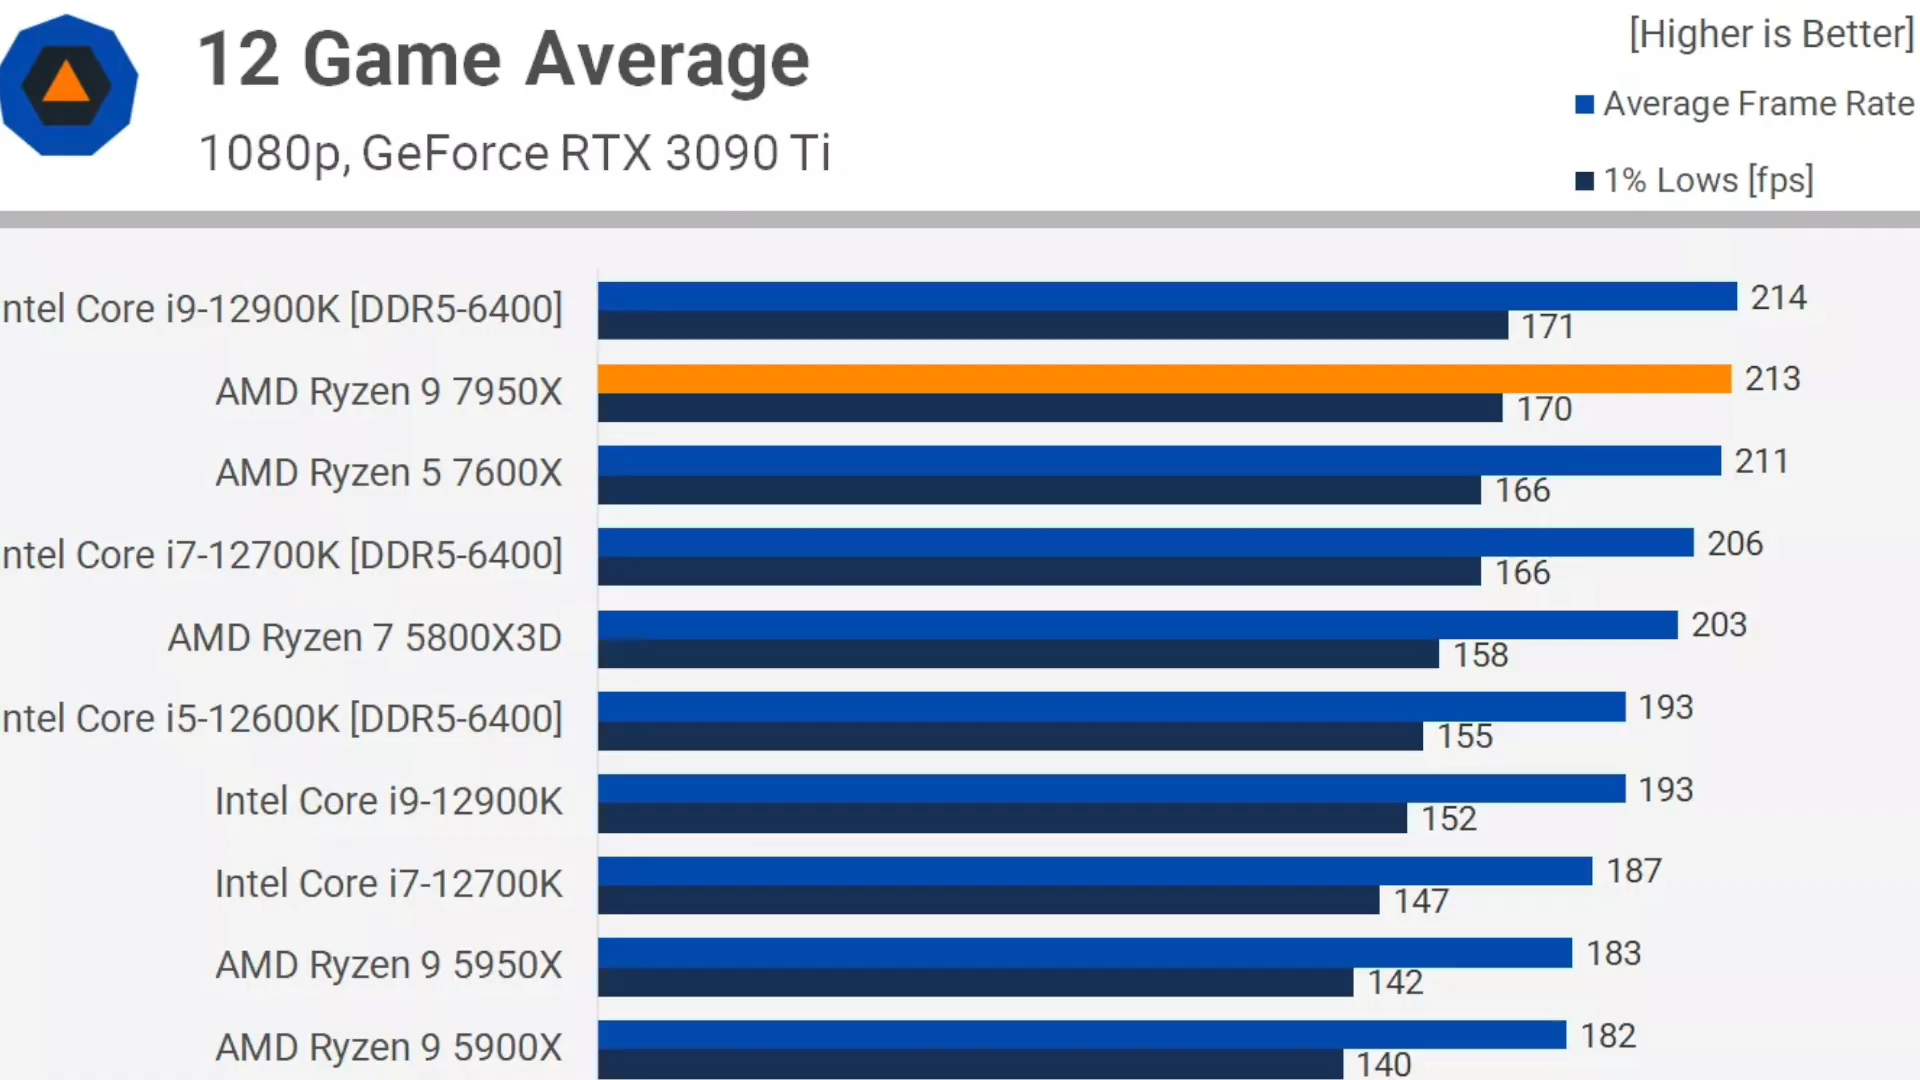 12 Game Average
1080p, GeForce RTX 3090 Ti
[Higher is Better]
Average Frame Rate
1% Lows [fps]
ntel Core i9-12900K [DDR5-6400]
214
171
AMD Ryzen 9 7950X
213
170
AMD Ryzen 5 7600X
211
166
ntel Core i7-12700K [DDR5-6400]
206
166
AMD Ryzen 7 5800X3D
203
158
ntel Core i5-12600K [DDR5-6400]
193
155
Intel Core i9-12900K
193
152
Intel Core i7-12700K
187
147
AMD Ryzen 9 5950X
183
142
AMD Ryzen 9 5900X
182
140